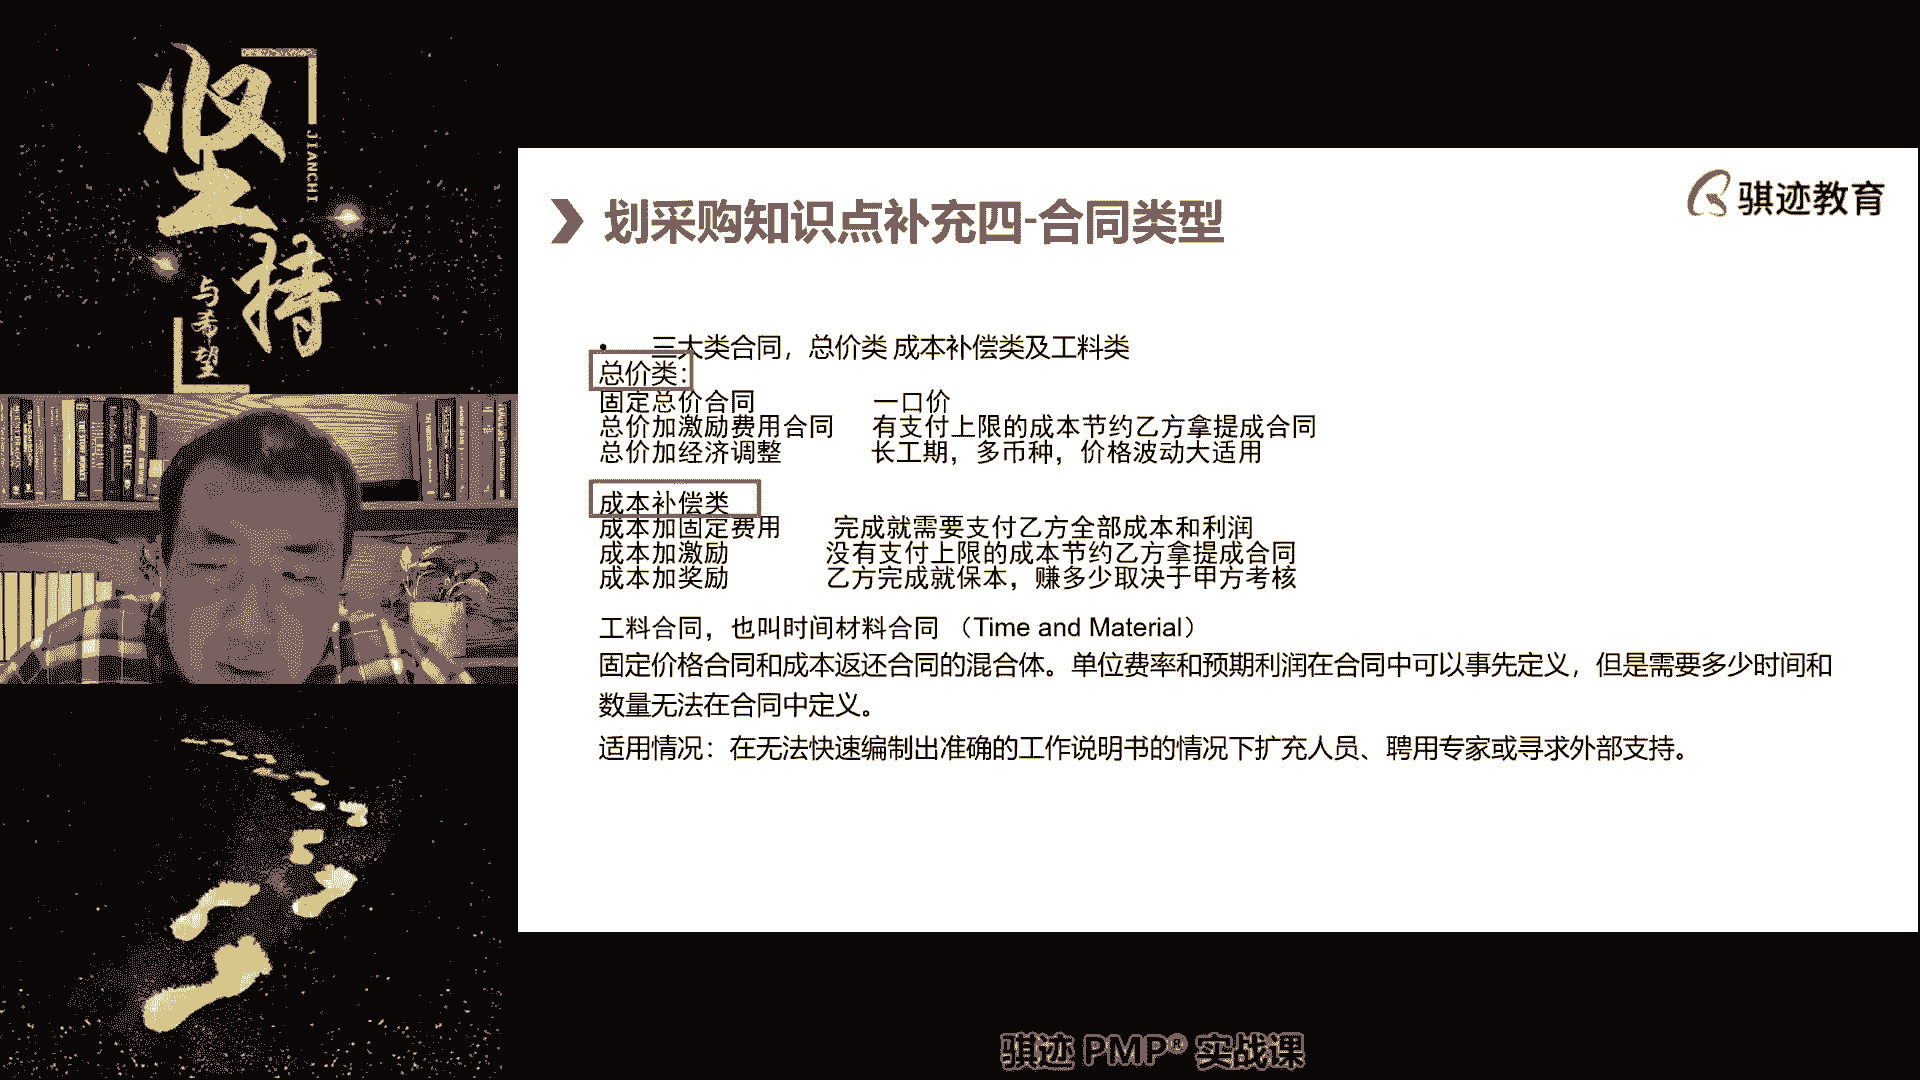 坚持
JIANCHI
与希望
骐迹教育
划采购知识点补充四-合同类型
• 三大类合同，总价类 成本补偿类及工料类
总价类：
固定总价合同 一口价
总价加激励费用合同 有支付上限的成本节约乙方拿提成合同
总价加经济调整 长工期，多币种，价格波动大适用
成本补偿类
成本加固定费用 完成就需要支付乙方全部成本和利润
成本加激励 没有支付上限的成本节约乙方拿提成合同
成本加奖励 乙方完成就保本，赚多少取决于甲方考核
工料合同，也叫时间材料合同 （Time and Material）
固定价格合同和成本返还合同的混合体。单位费率和预期利润在合同中可以事先定义，但是需要多少时间和
数量无法在合同中定义。
适用情况：在无法快速编制出准确的工作说明书的情况下扩充人员、聘用专家或寻求外部支持。
骐迹 PMP® 实战课